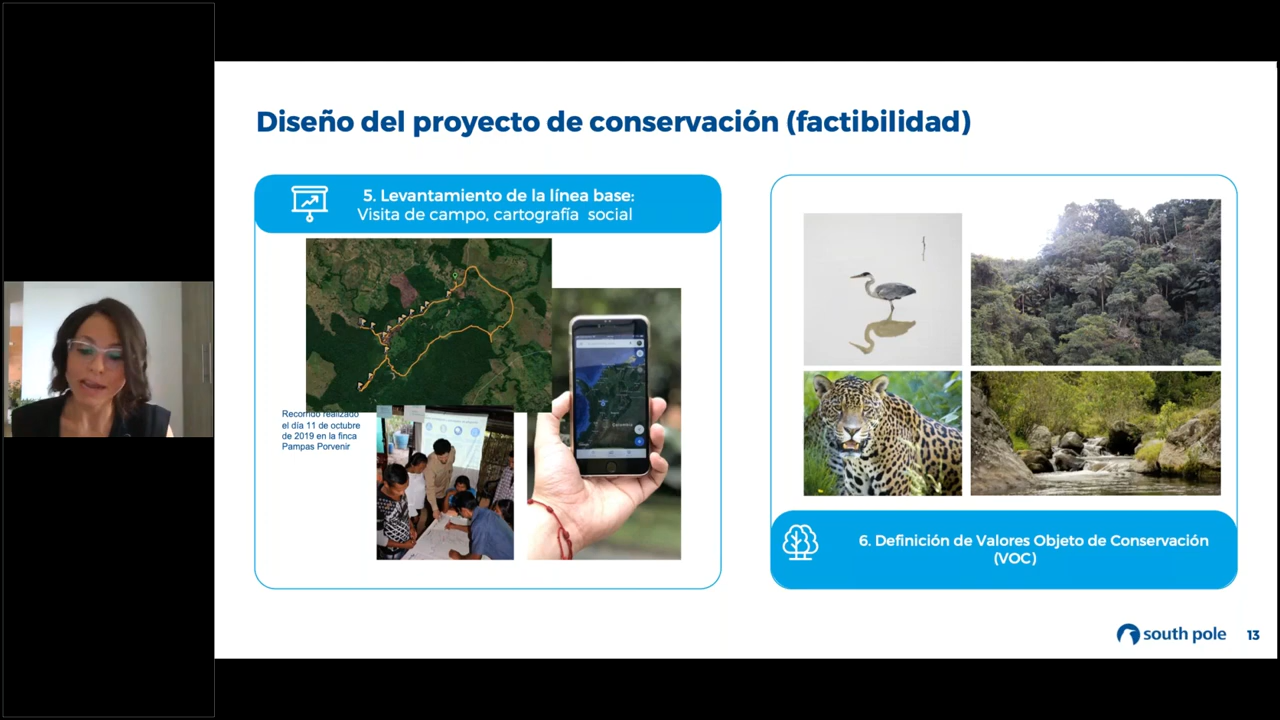 Diseño del proyecto de conservación (factibilidad)
5. Levantamiento de la línea base:
Visita de campo, cartografía social
Recorrido realizado
el día 11 de octubre
de 2019 en la finca
Pampas Porvenir
6. Definición de Valores Objeto de Conservación
(VOC)
south pole
13